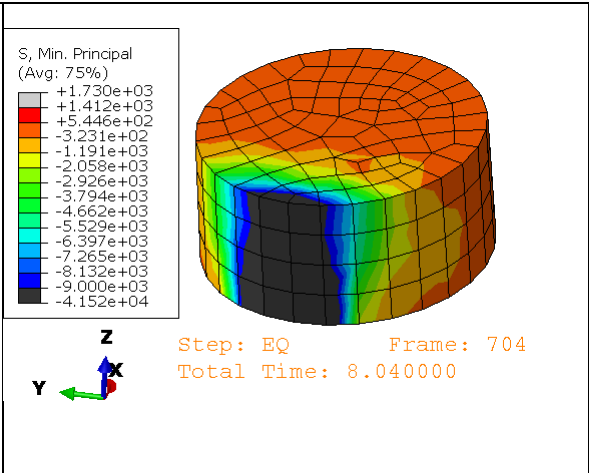 S, Min. Principal
(Avg: 75%)
+1.730e+03
+1.412e+03
+5.446e+02
-3.231e+02
-1.191e+03
-2.058e+03
-2.926e+03
-3.794e+03
-4.662e+03
-5.529e+03
-6.397e+03
-7.265e+03
-8.132e+03
-9.000e+03
-4.152e+04
Z
X
Y
Step: EQ Frame: 704
Total Time: 8.040000